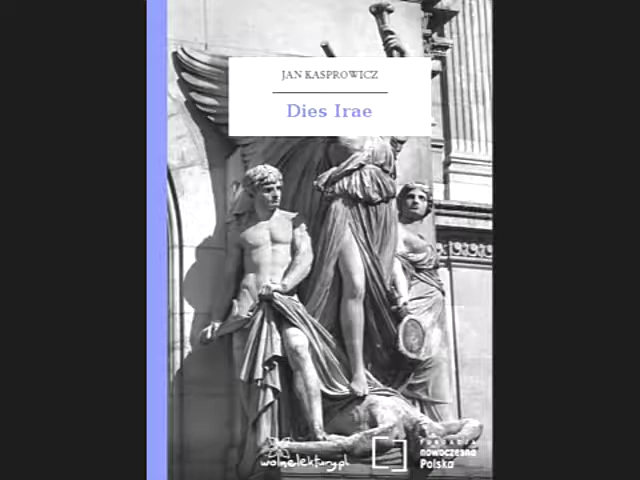 JAN KASPROWICZ
Dies Irae
wolnelektury.pl
FUNDACJA
nowoczesna
Polska